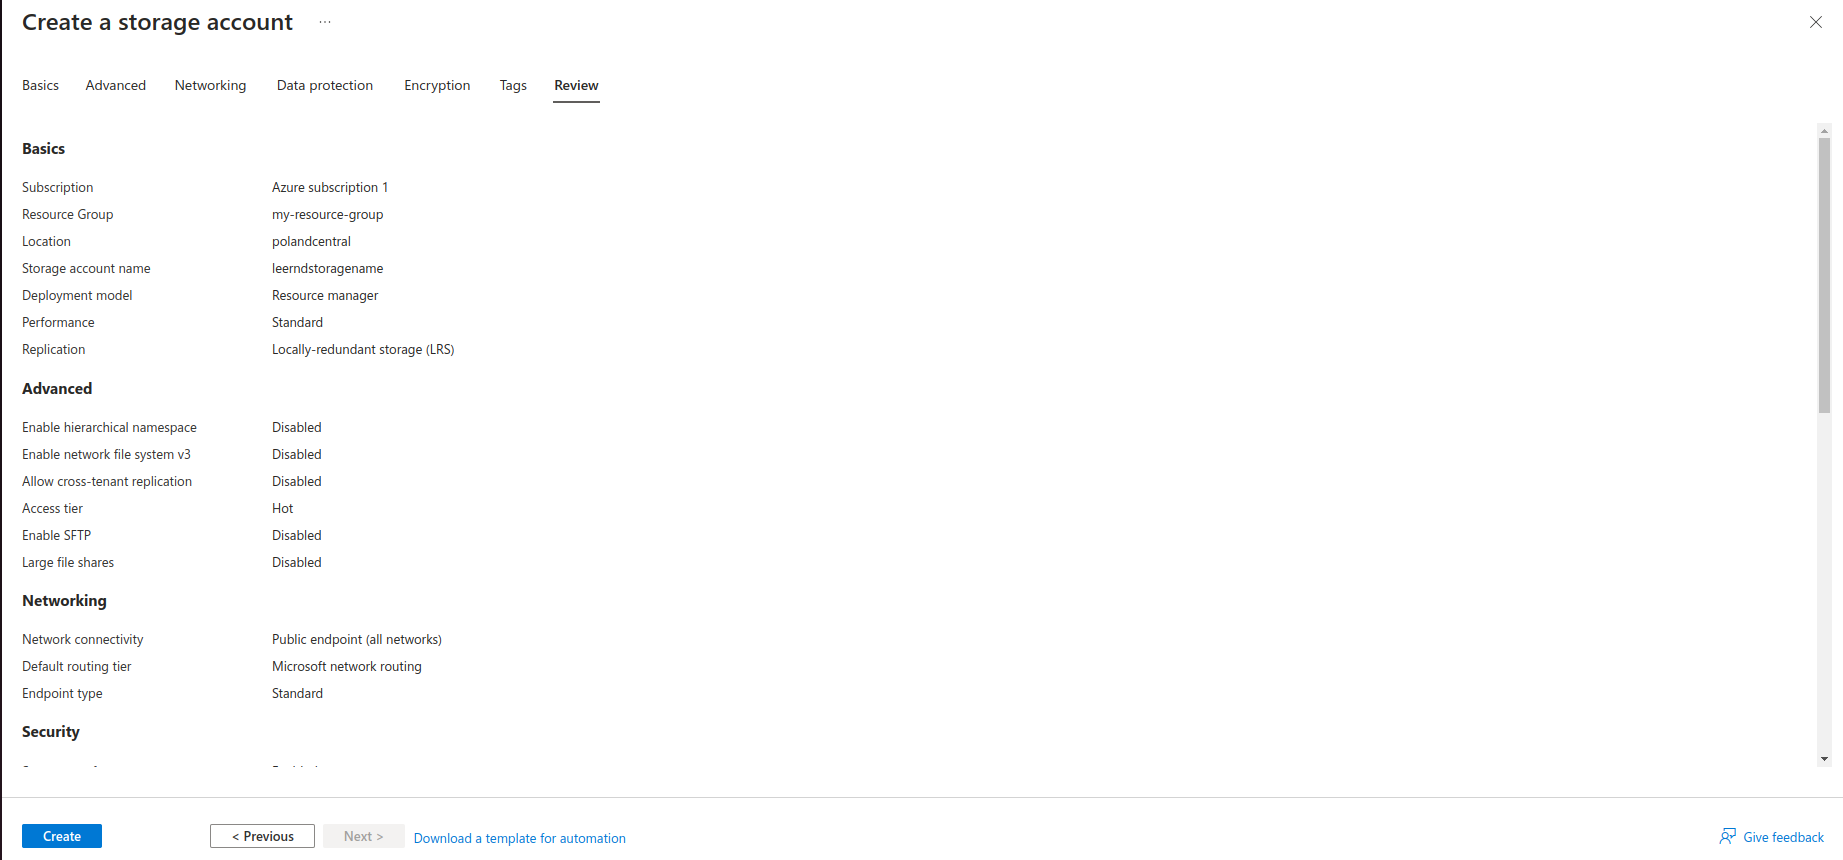 Create a storage account ...
Basics Advanced Networking Data protection Encryption Tags Review
Basics
Subscription Azure subscription 1
Resource Group my-resource-group
Location polandcentral
Storage account name leerndstoragename
Deployment model Resource manager
Performance Standard
Replication Locally-redundant storage (LRS)
Advanced
Enable hierarchical namespace Disabled
Enable network file system v3 Disabled
Allow cross-tenant replication Disabled
Access tier Hot
Enable SFTP Disabled
Large file shares Disabled
Networking
Network connectivity Public endpoint (all networks)
Default routing tier Microsoft network routing
Endpoint type Standard
Security
Create < Previous Next > Download a template for automation Give feedback